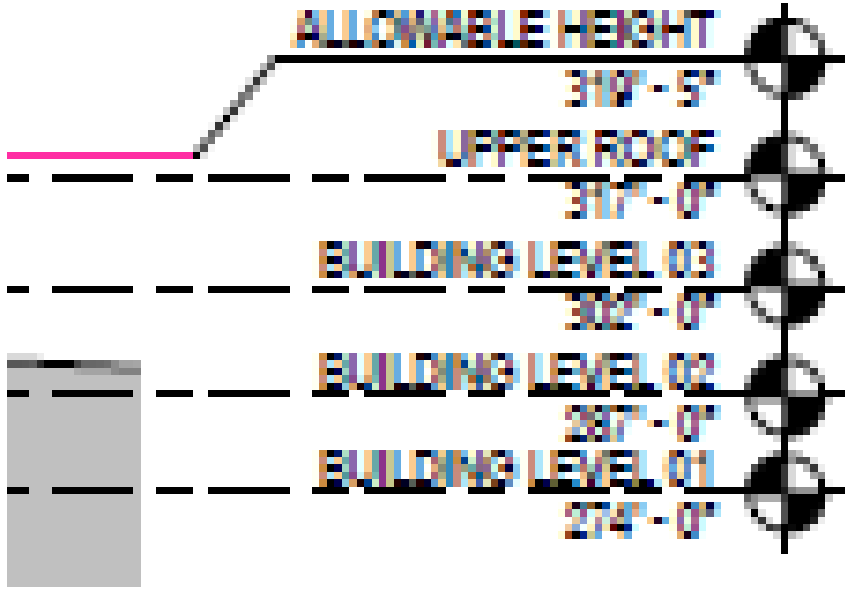 ALLOWABLE HEIGHT
319' - 5"
UPPER ROOF
317' - 0"
BUILDING LEVEL 03
302' - 0"
BUILDING LEVEL 02
287' - 0"
BUILDING LEVEL 01
274' - 0"